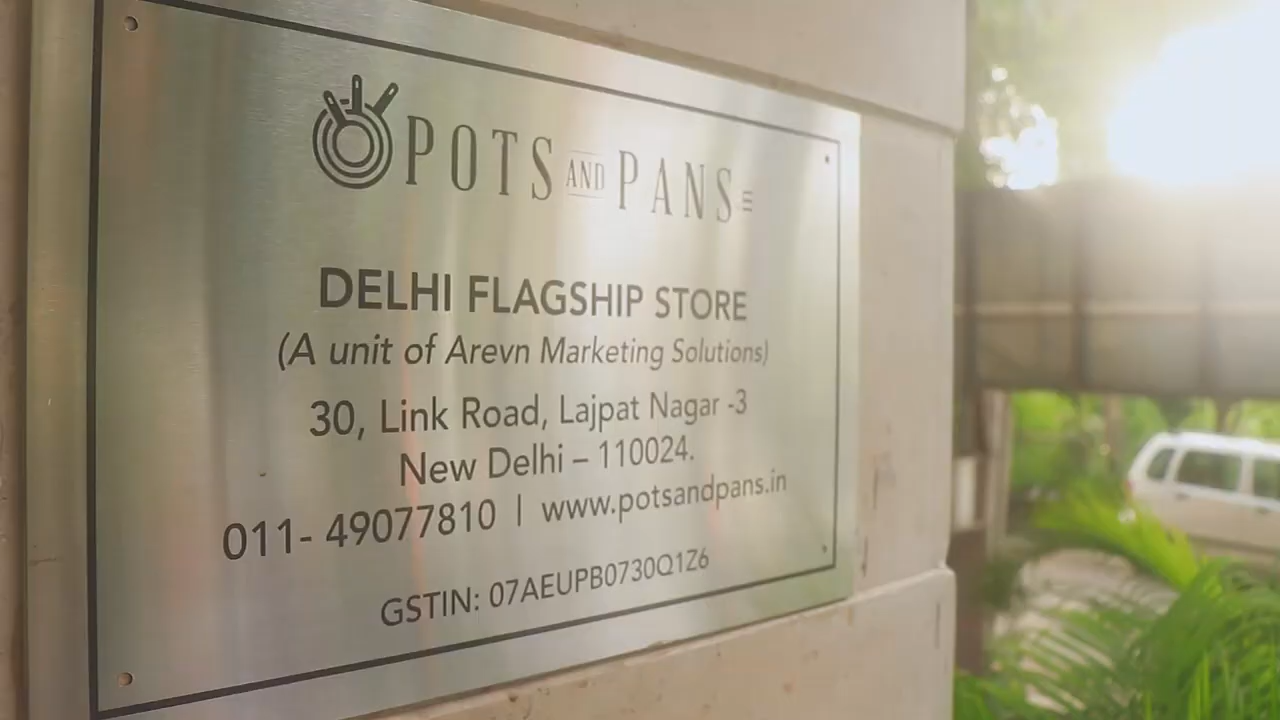 POTS AND PANS
DELHI FLAGSHIP STORE
(A unit of Arevn Marketing Solutions)
30, Link Road, Lajpat Nagar -3
New Delhi – 110024.
011- 49077810 | www.potsandpans.in
GSTIN: 07AEUPB0730Q1Z6